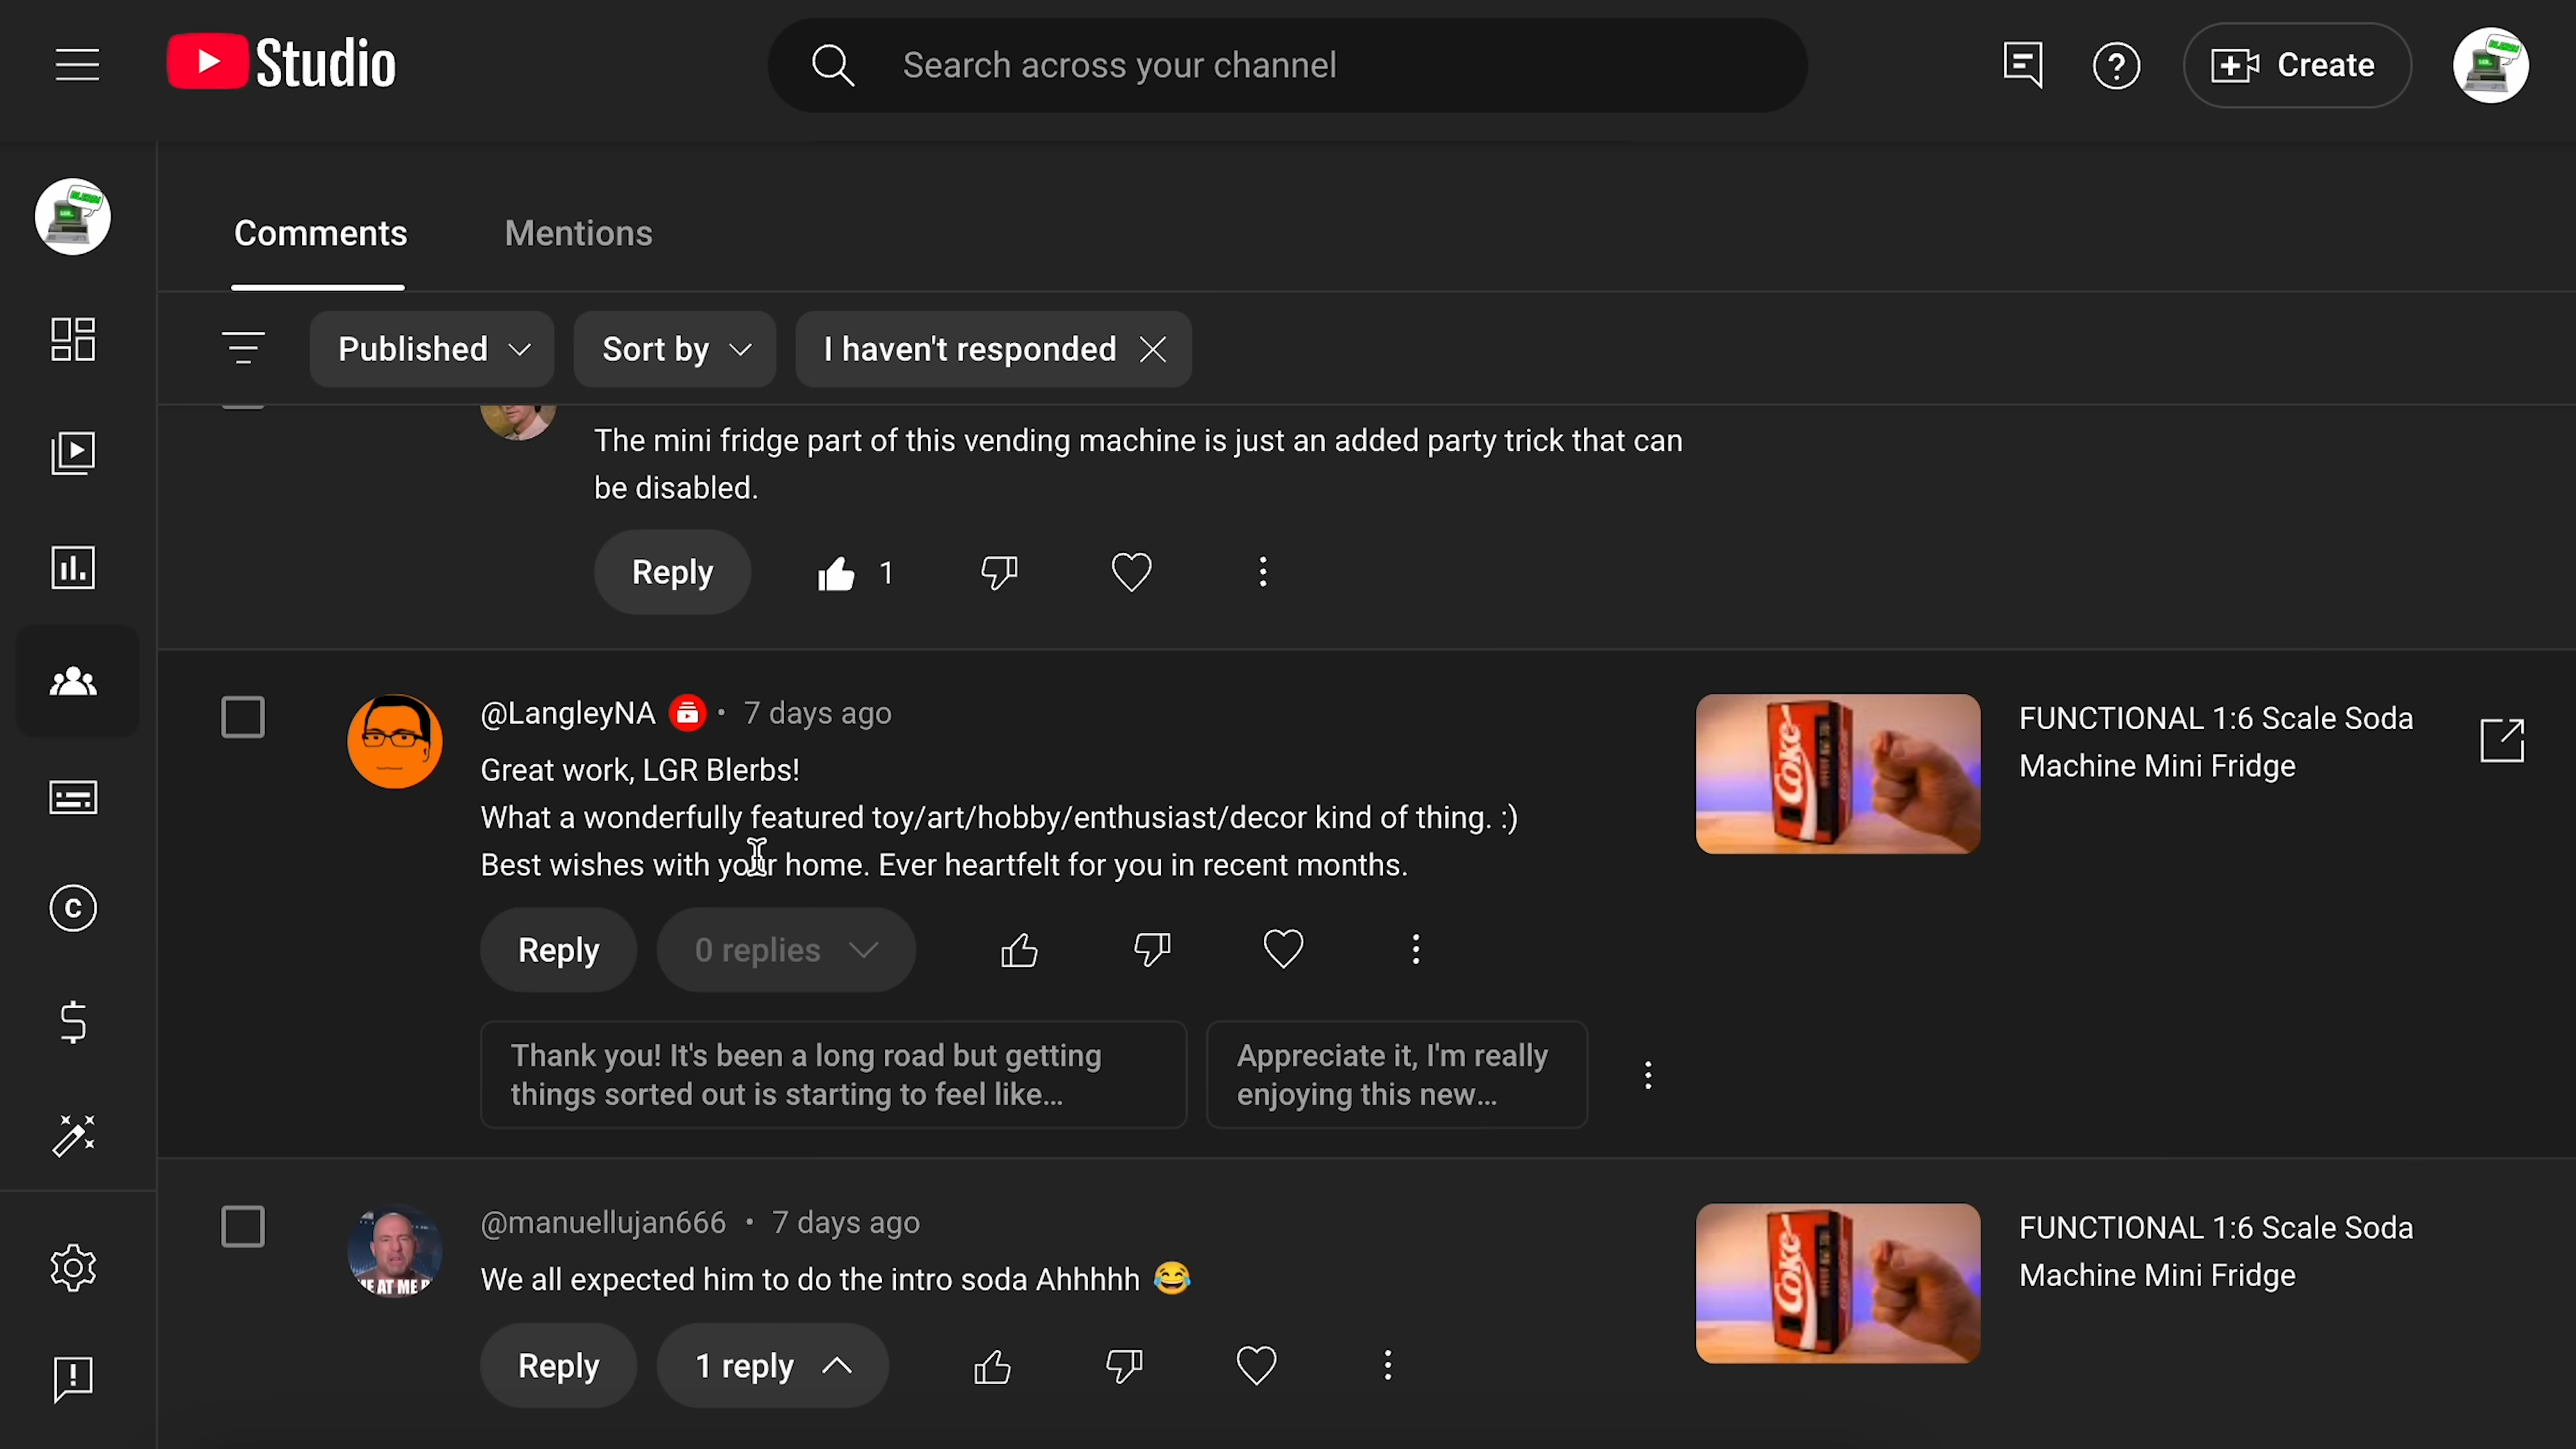 Studio
Search across your channel
Create
Comments
Mentions
Published
Sort by
I haven't responded
The mini fridge part of this vending machine is just an added party trick that can
be disabled.
Reply
1
@LangleyNA • 7 days ago
Great work, LGR Blerbs!
What a wonderfully featured toy/art/hobby/enthusiast/decor kind of thing. :)
Best wishes with your home. Ever heartfelt for you in recent months.
Reply
0 replies
Thank you! It's been a long road but getting
things sorted out is starting to feel like...
Appreciate it, I'm really
enjoying this new...
Coke
FUNCTIONAL 1:6 Scale Soda
Machine Mini Fridge
@manuellujan666 • 7 days ago
We all expected him to do the intro soda Ahhhhh 😂
Reply
1 reply
Coke
FUNCTIONAL 1:6 Scale Soda
Machine Mini Fridge